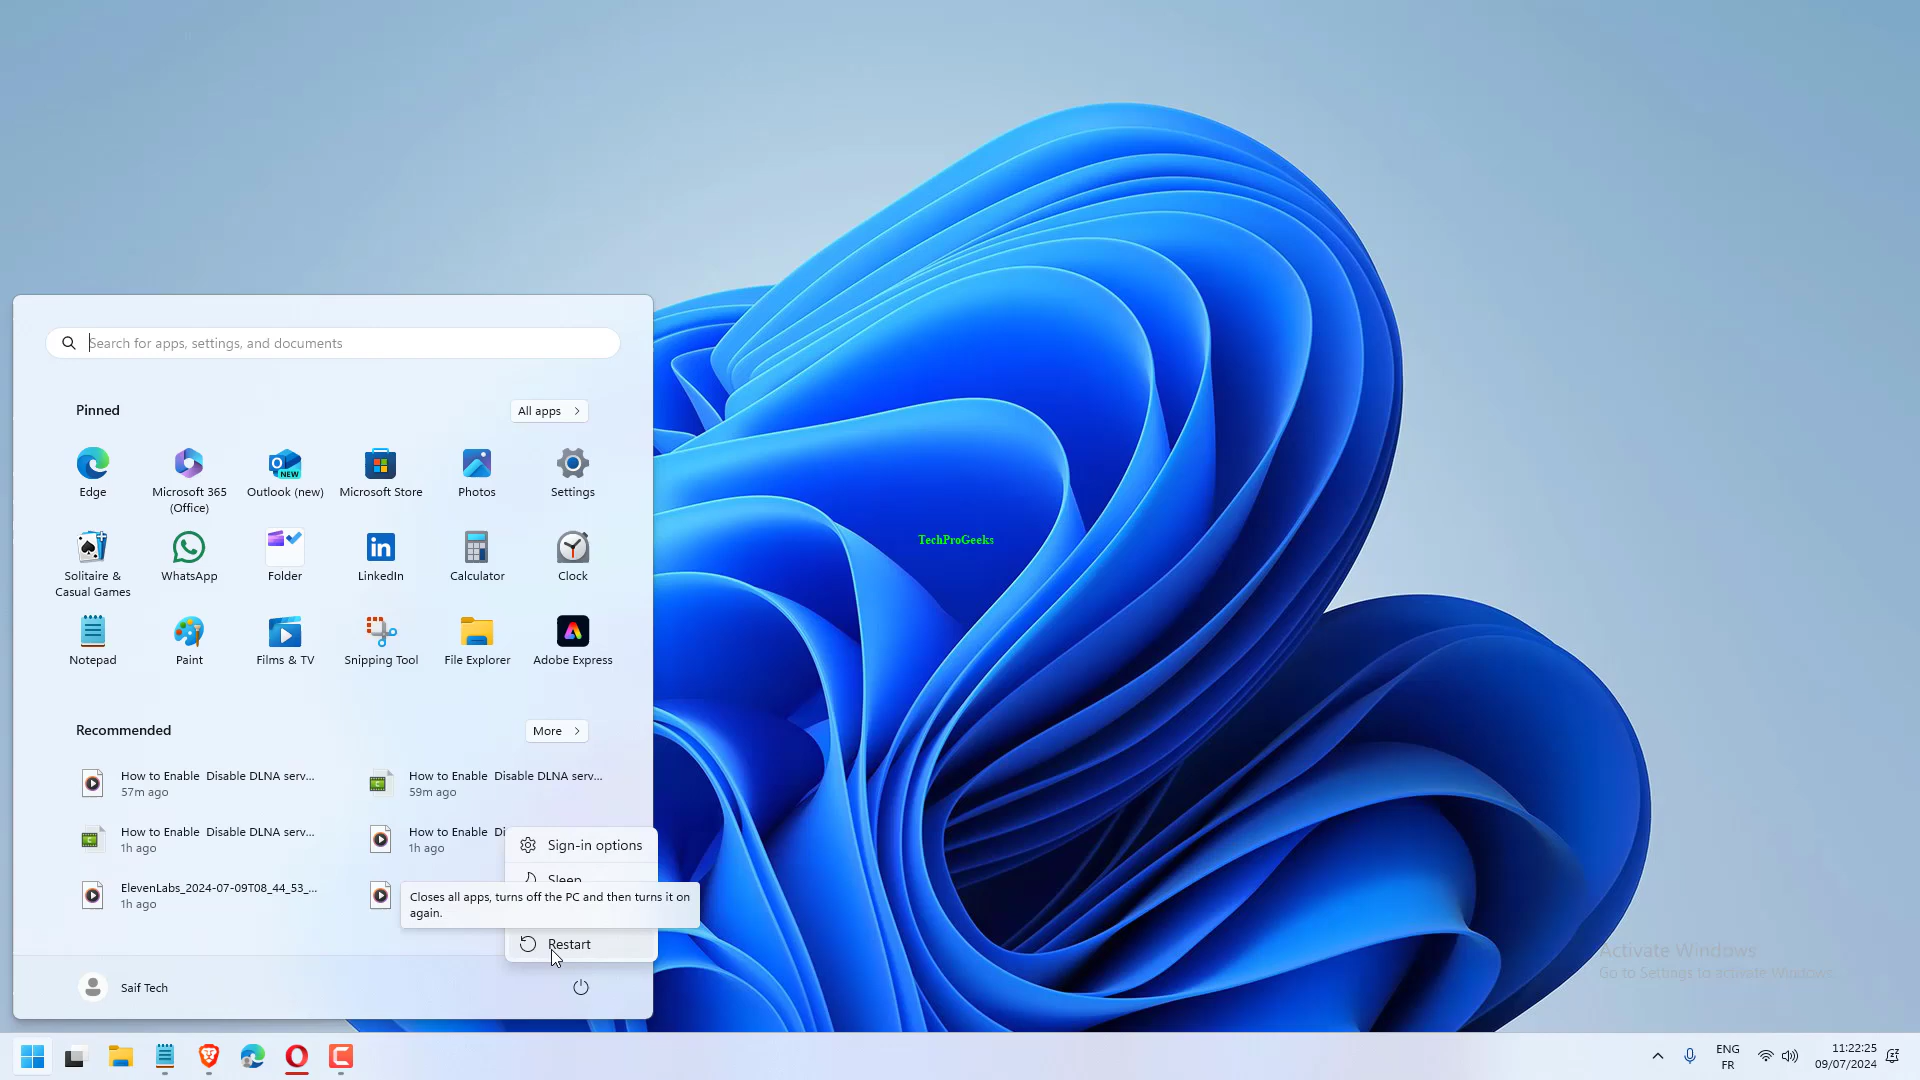 Search for apps, settings, and documents
Pinned
All apps
Edge
Microsoft 365
(Office)
Outlook (new)
NEW
Microsoft Store
Photos
Settings
Solitaire &
Casual Games
WhatsApp
Folder
LinkedIn
Calculator
Clock
Notepad
Paint
Films & TV
Snipping Tool
File Explorer
Adobe Express
TechProGeeks
Recommended
More
How to Enable  Disable DLNA serv...
57m ago
How to Enable  Disable DLNA serv...
59m ago
How to Enable  Disable DLNA serv...
1h ago
How to Enable  Di
1h ago
ElevenLabs_2024-07-09T08_44_53_...
1h ago
Sign-in options
Sleep
Closes all apps, turns off the PC and then turns it on
again.
Restart
Saif Tech
Activate Windows
Go to Settings to activate Windows.
ENG
FR
11:22:25
09/07/2024